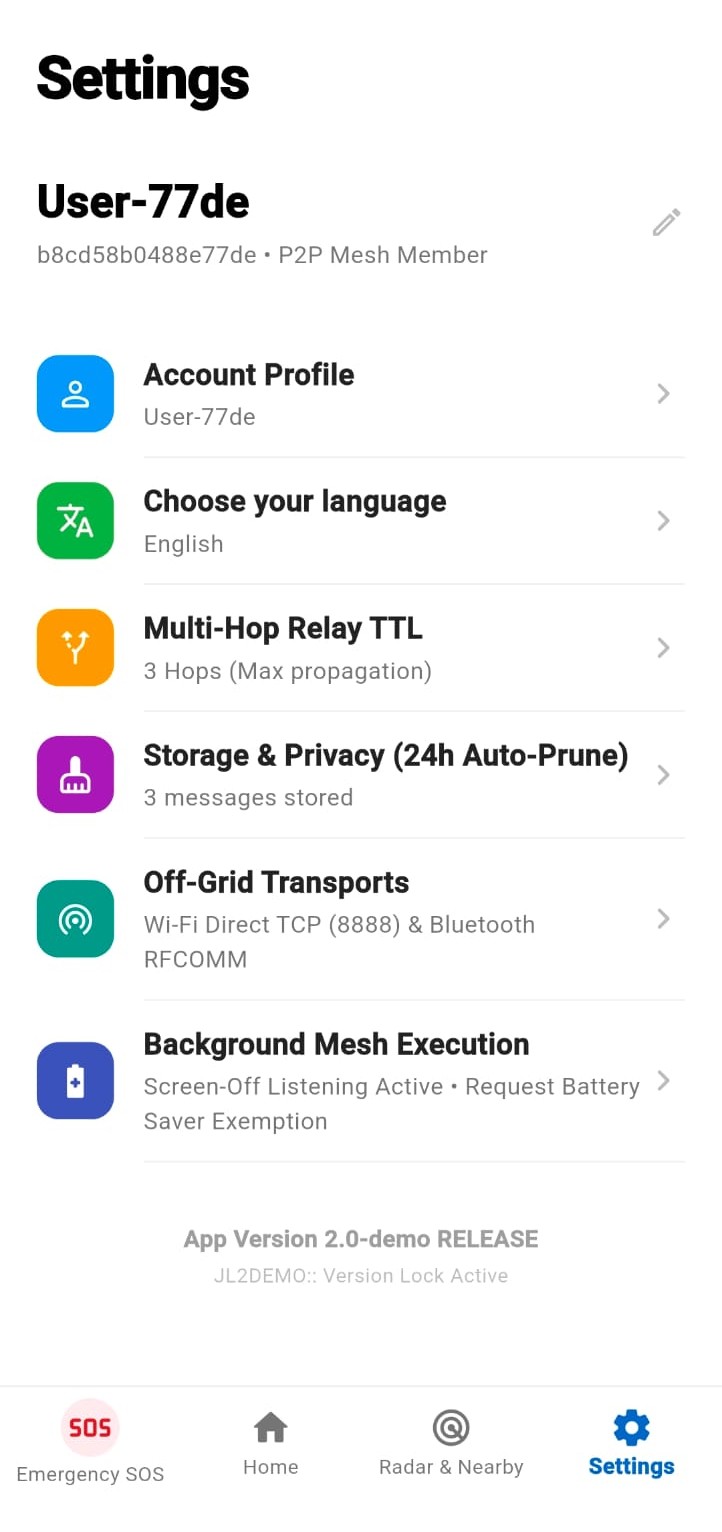 Settings
User-77de
b8cd58b0488e77de • P2P Mesh Member
Account Profile
User-77de
Choose your language
English
Multi-Hop Relay TTL
3 Hops (Max propagation)
Storage & Privacy (24h Auto-Prune)
3 messages stored
Off-Grid Transports
Wi-Fi Direct TCP (8888) & Bluetooth
RFCOMM
Background Mesh Execution
Screen-Off Listening Active • Request Battery
Saver Exemption
App Version 2.0-demo RELEASE
JL2DEMO:: Version Lock Active
SOS
Emergency SOS
Home
Radar & Nearby
Settings